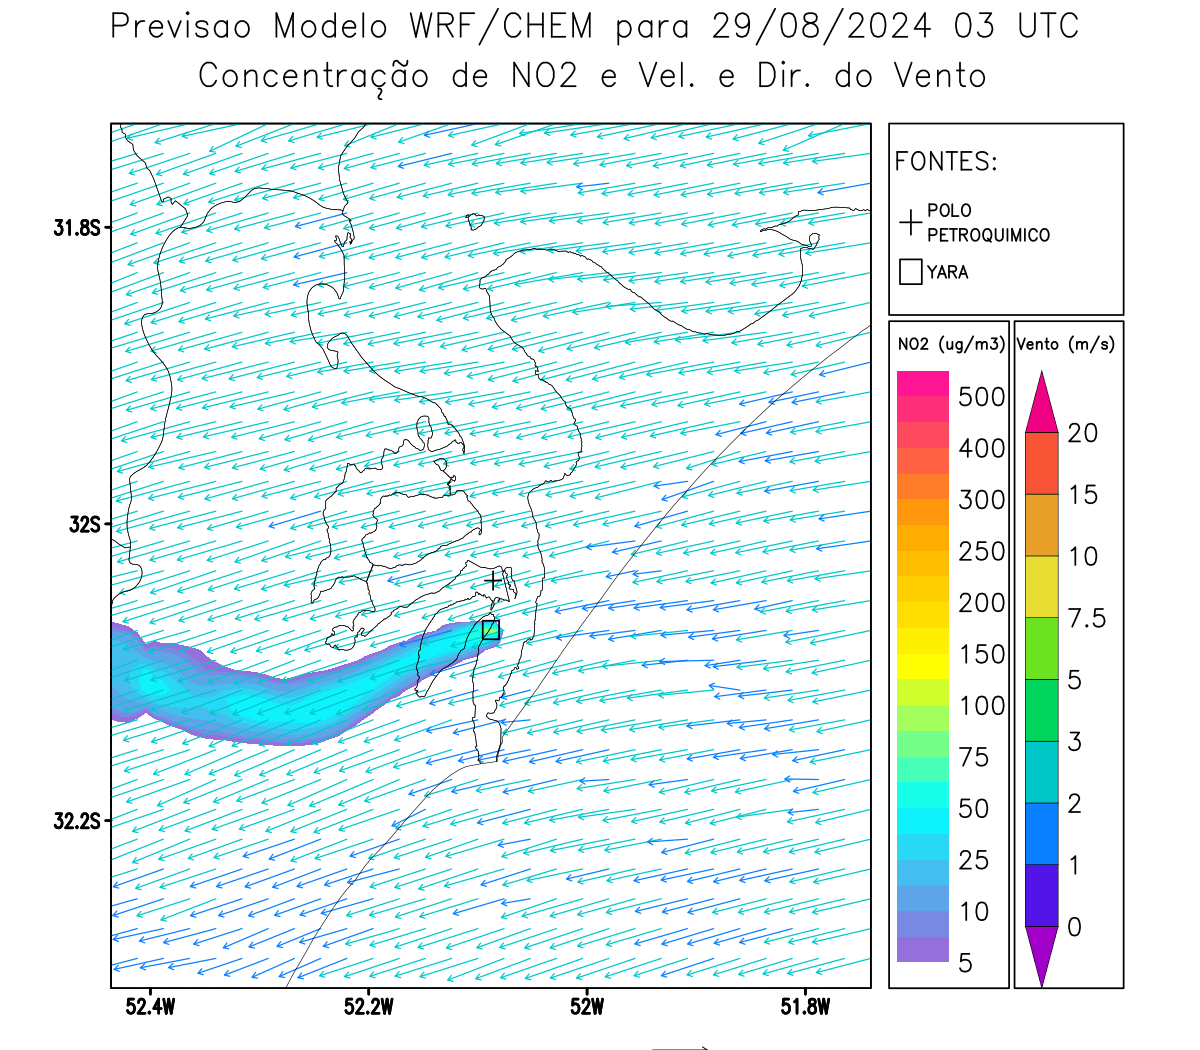 Previsao Modelo WRF/CHEM para 29/08/2024 03 UTC
Concentração de NO2 e Vel. e Dir. do Vento
FONTES:
POLO
PETROQUIMICO
YARA
NO2 (ug/m3)
500
400
300
250
200
150
100
75
50
25
10
5
Vento (m/s)
20
15
10
7.5
5
3
2
1
0
31.8S
32S
32.2S
52.4W
52.2W
52W
51.8W